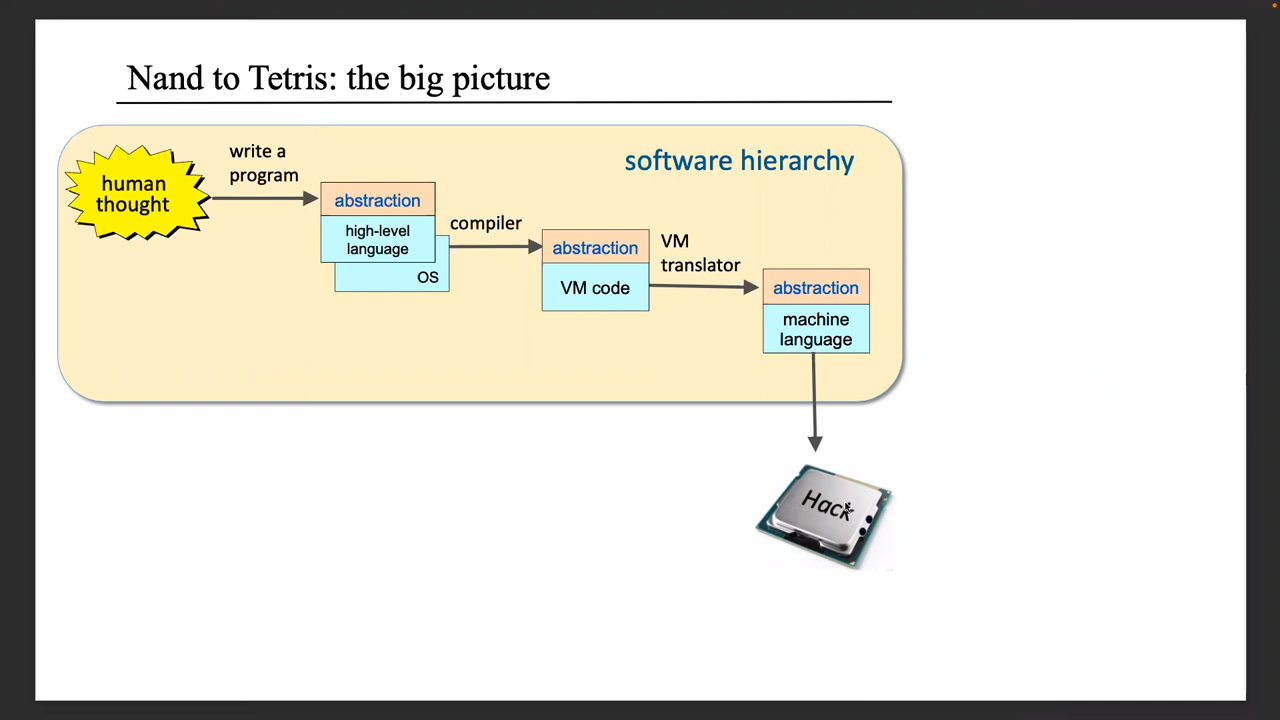 Nand to Tetris: the big picture
software hierarchy
human
thought
write a
program
abstraction
high-level
language
OS
compiler
abstraction
VM code
VM
translator
abstraction
machine
language
Hack